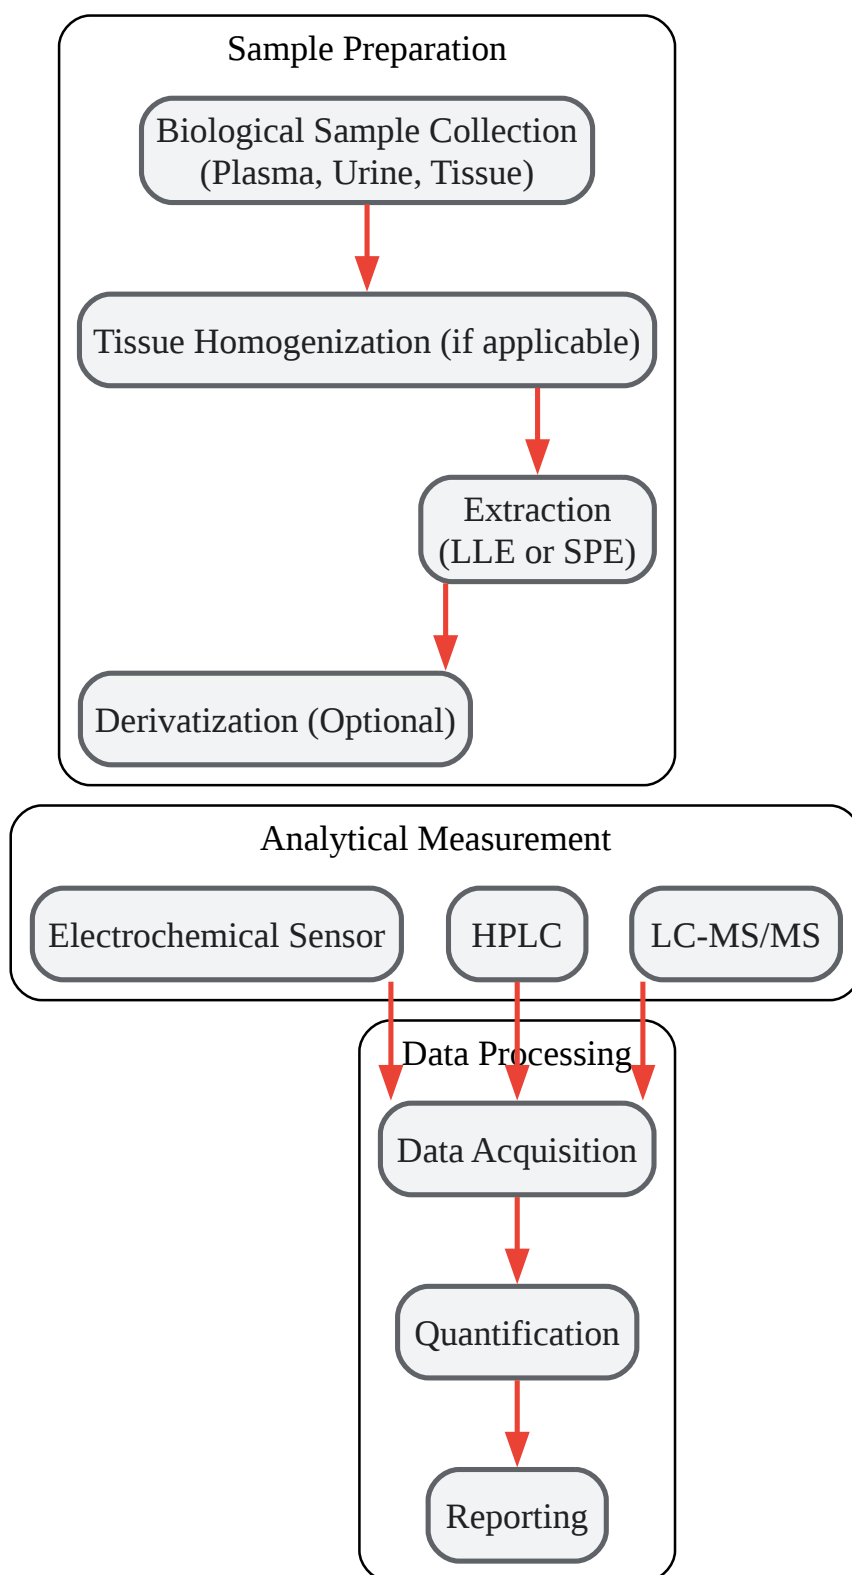 Sample Preparation
Biological Sample Collection
(Plasma, Urine, Tissue)
Tissue Homogenization (if applicable)
Extraction
(LLE or SPE)
Derivatization (Optional)
Analytical Measurement
Electrochemical Sensor
HPLC
LC-MS/MS
Data Processing
Data Acquisition
Quantification
Reporting